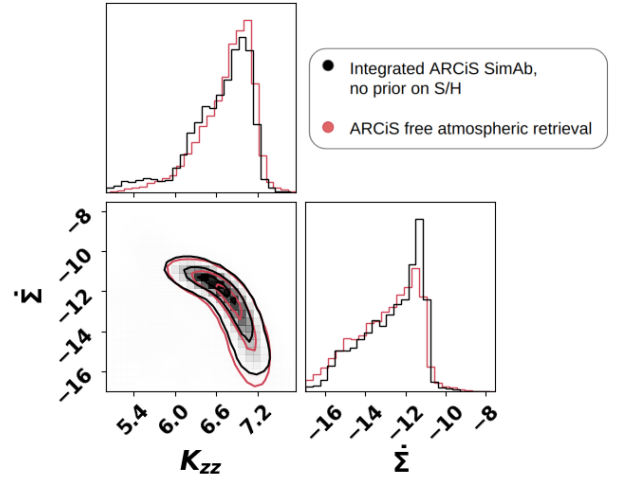 Integrated ARCiS SimAb,
no prior on S/H
ARCiS free atmospheric retrieval
−8
−10
−12
−14
−16
Σ̇
5.4
6.0
6.6
7.2
K_zz
−16
−14
−12
−10
−8
Σ̇